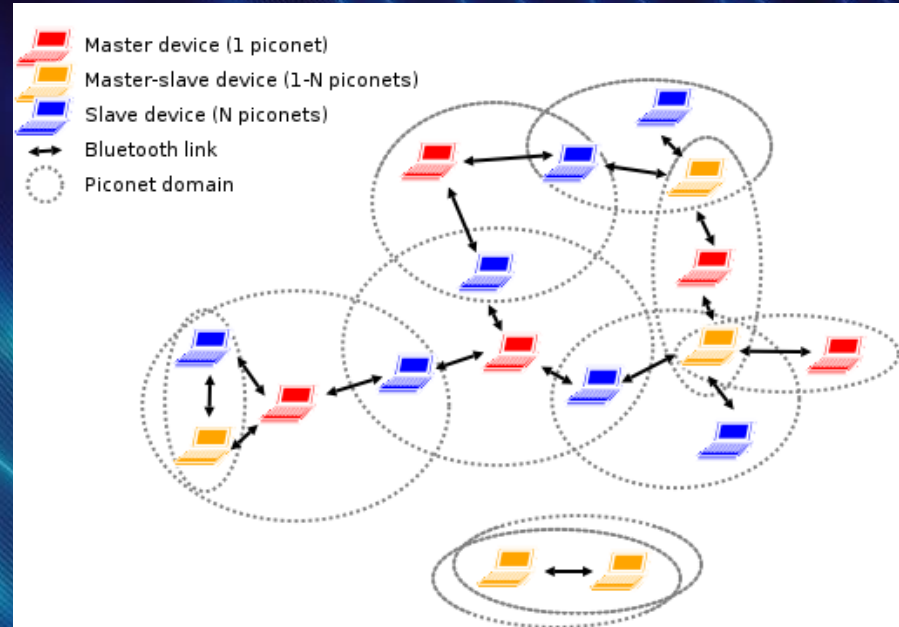 Master device (1 piconet)
Master-slave device (1-N piconets)
Slave device (N piconets)
Bluetooth link
Piconet domain